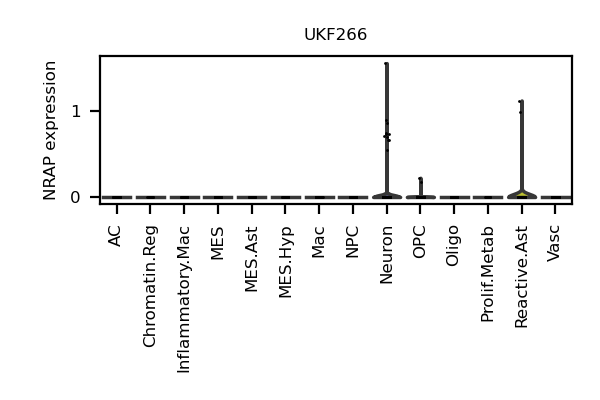 UKF266
NRAP expression
1
0
AC
Chromatin.Reg
Inflammatory.Mac
MES
MES.Ast
MES.Hyp
Mac
NPC
Neuron
OPC
Oligo
Prolif.Metab
Reactive.Ast
Vasc